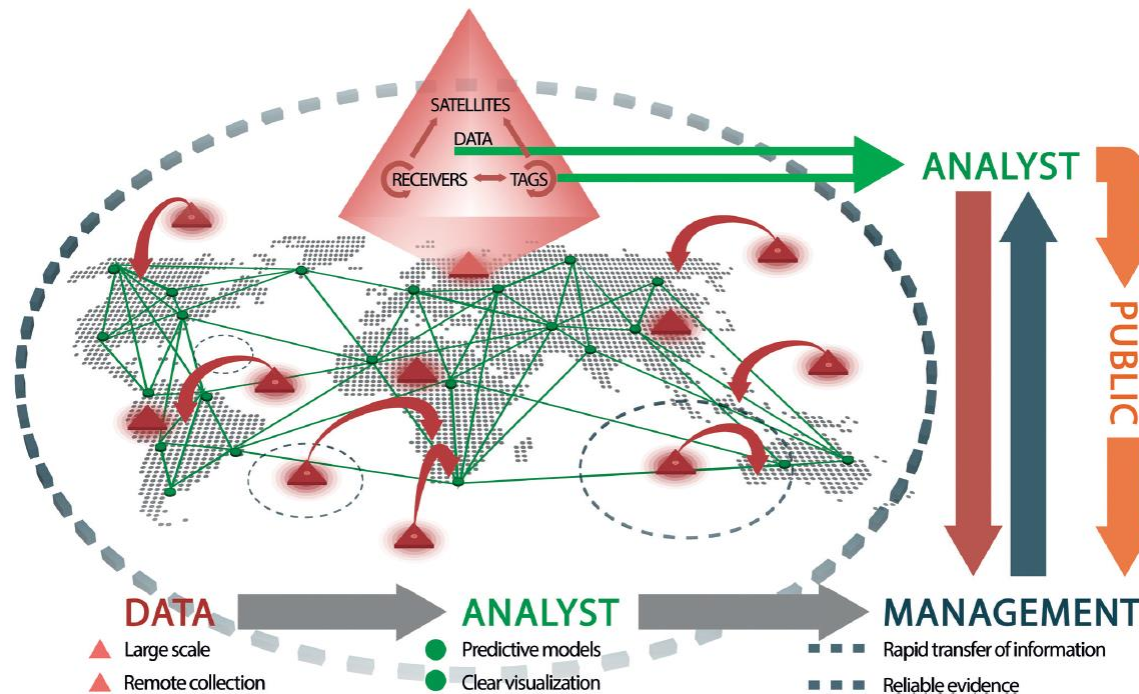 SATELLITES
DATA
RECEIVERS
TAGS
ANALYST
PUBLIC
DATA
ANALYST
MANAGEMENT
Large scale
Predictive models
Rapid transfer of information
Remote collection
Clear visualization
Reliable evidence